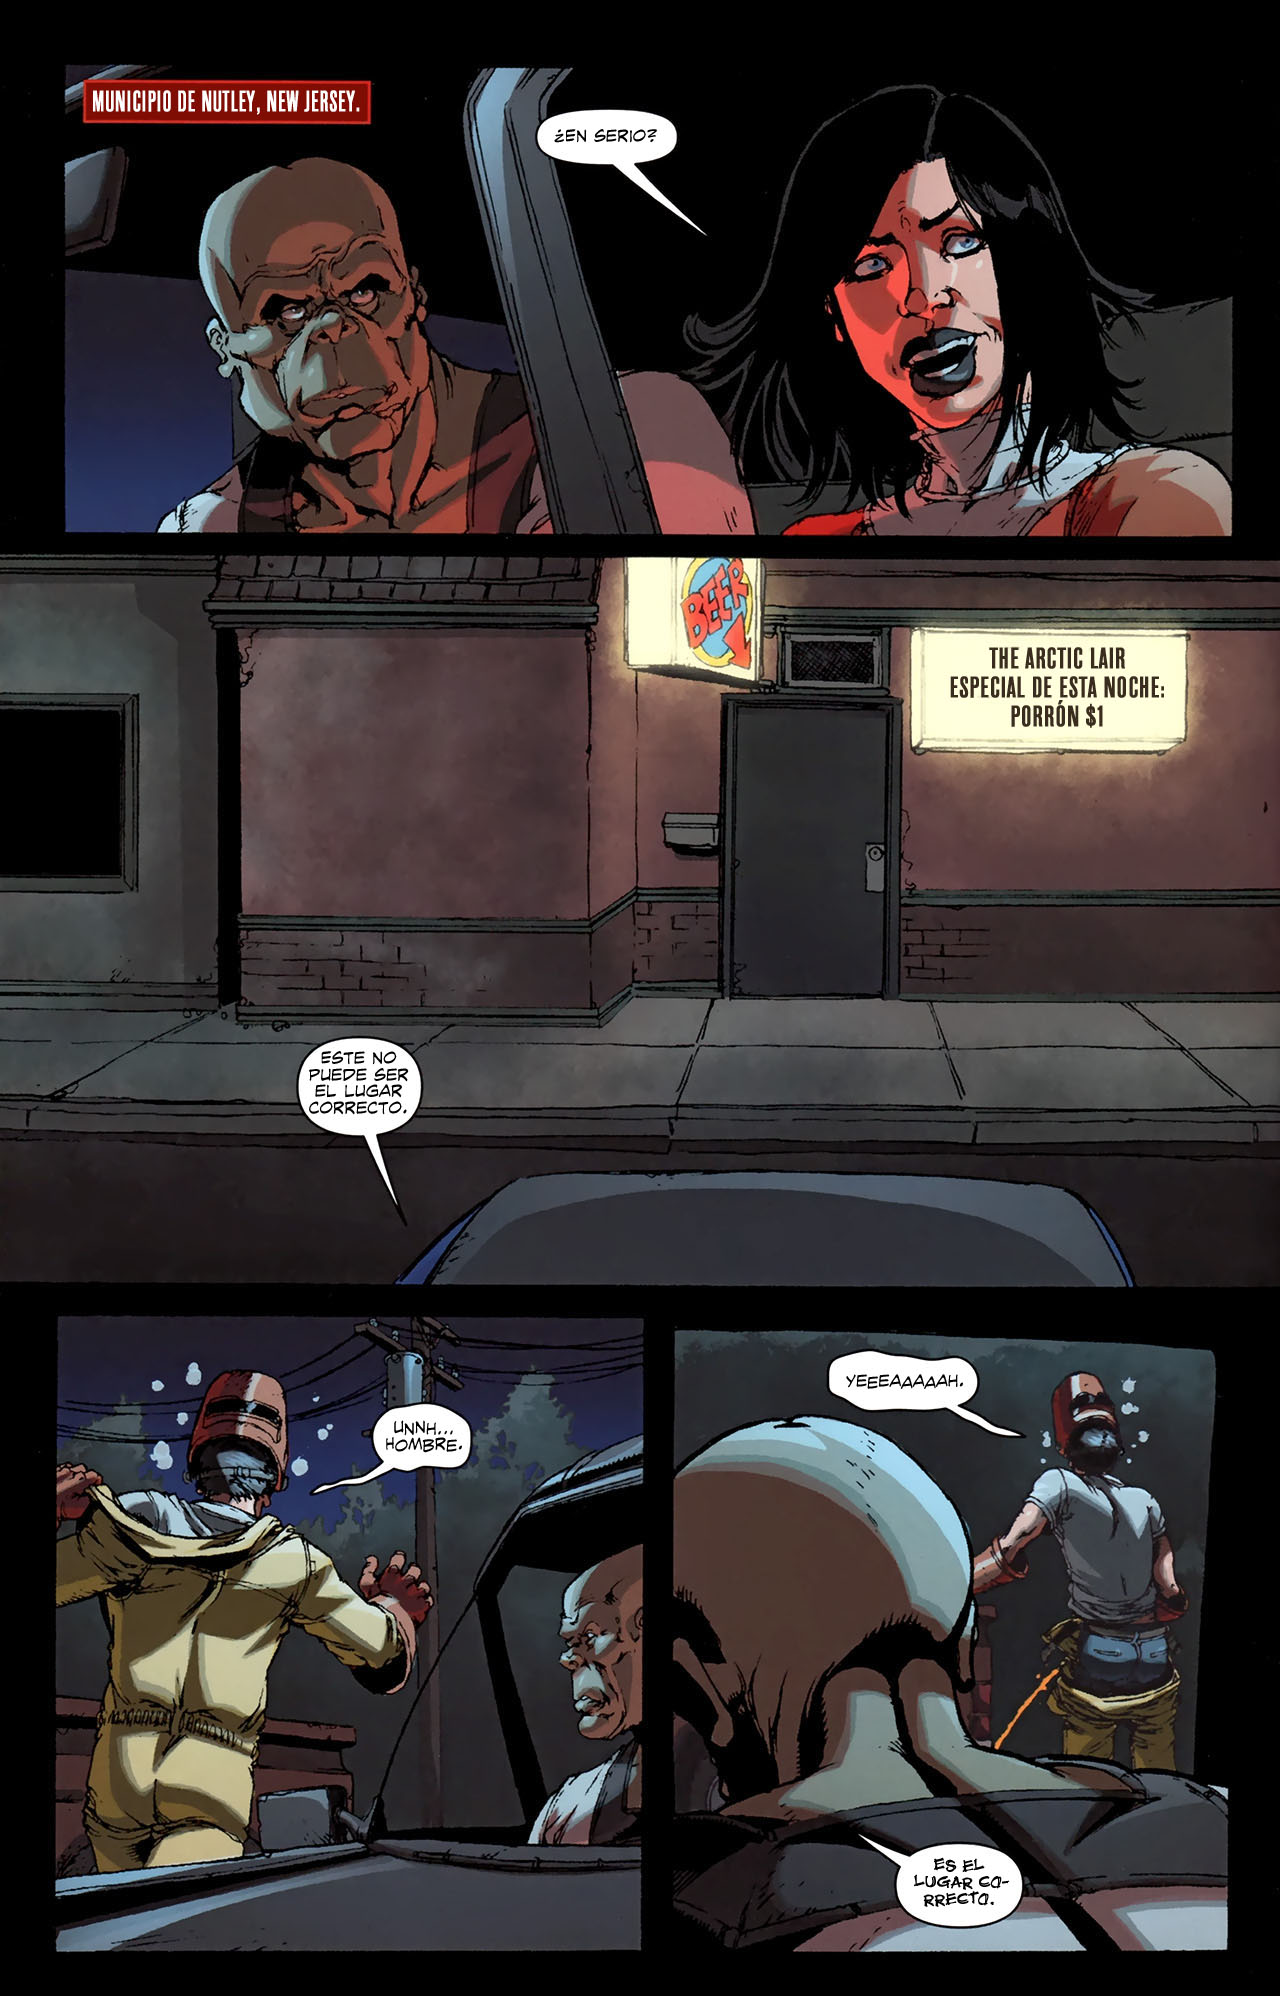 MUNICIPIO DE NUTLEY, NEW JERSEY.
¿EN SERIO?
BEER
THE ARCTIC LAIR
ESPECIAL DE ESTA NOCHE:
PORRÓN $1
ESTE NO
PUEDE SER
EL LUGAR
CORRECTO.
UNNH...
HOMBRE.
YEEEAAAAAH.
ES EL
LUGAR CO-
RRECTO.